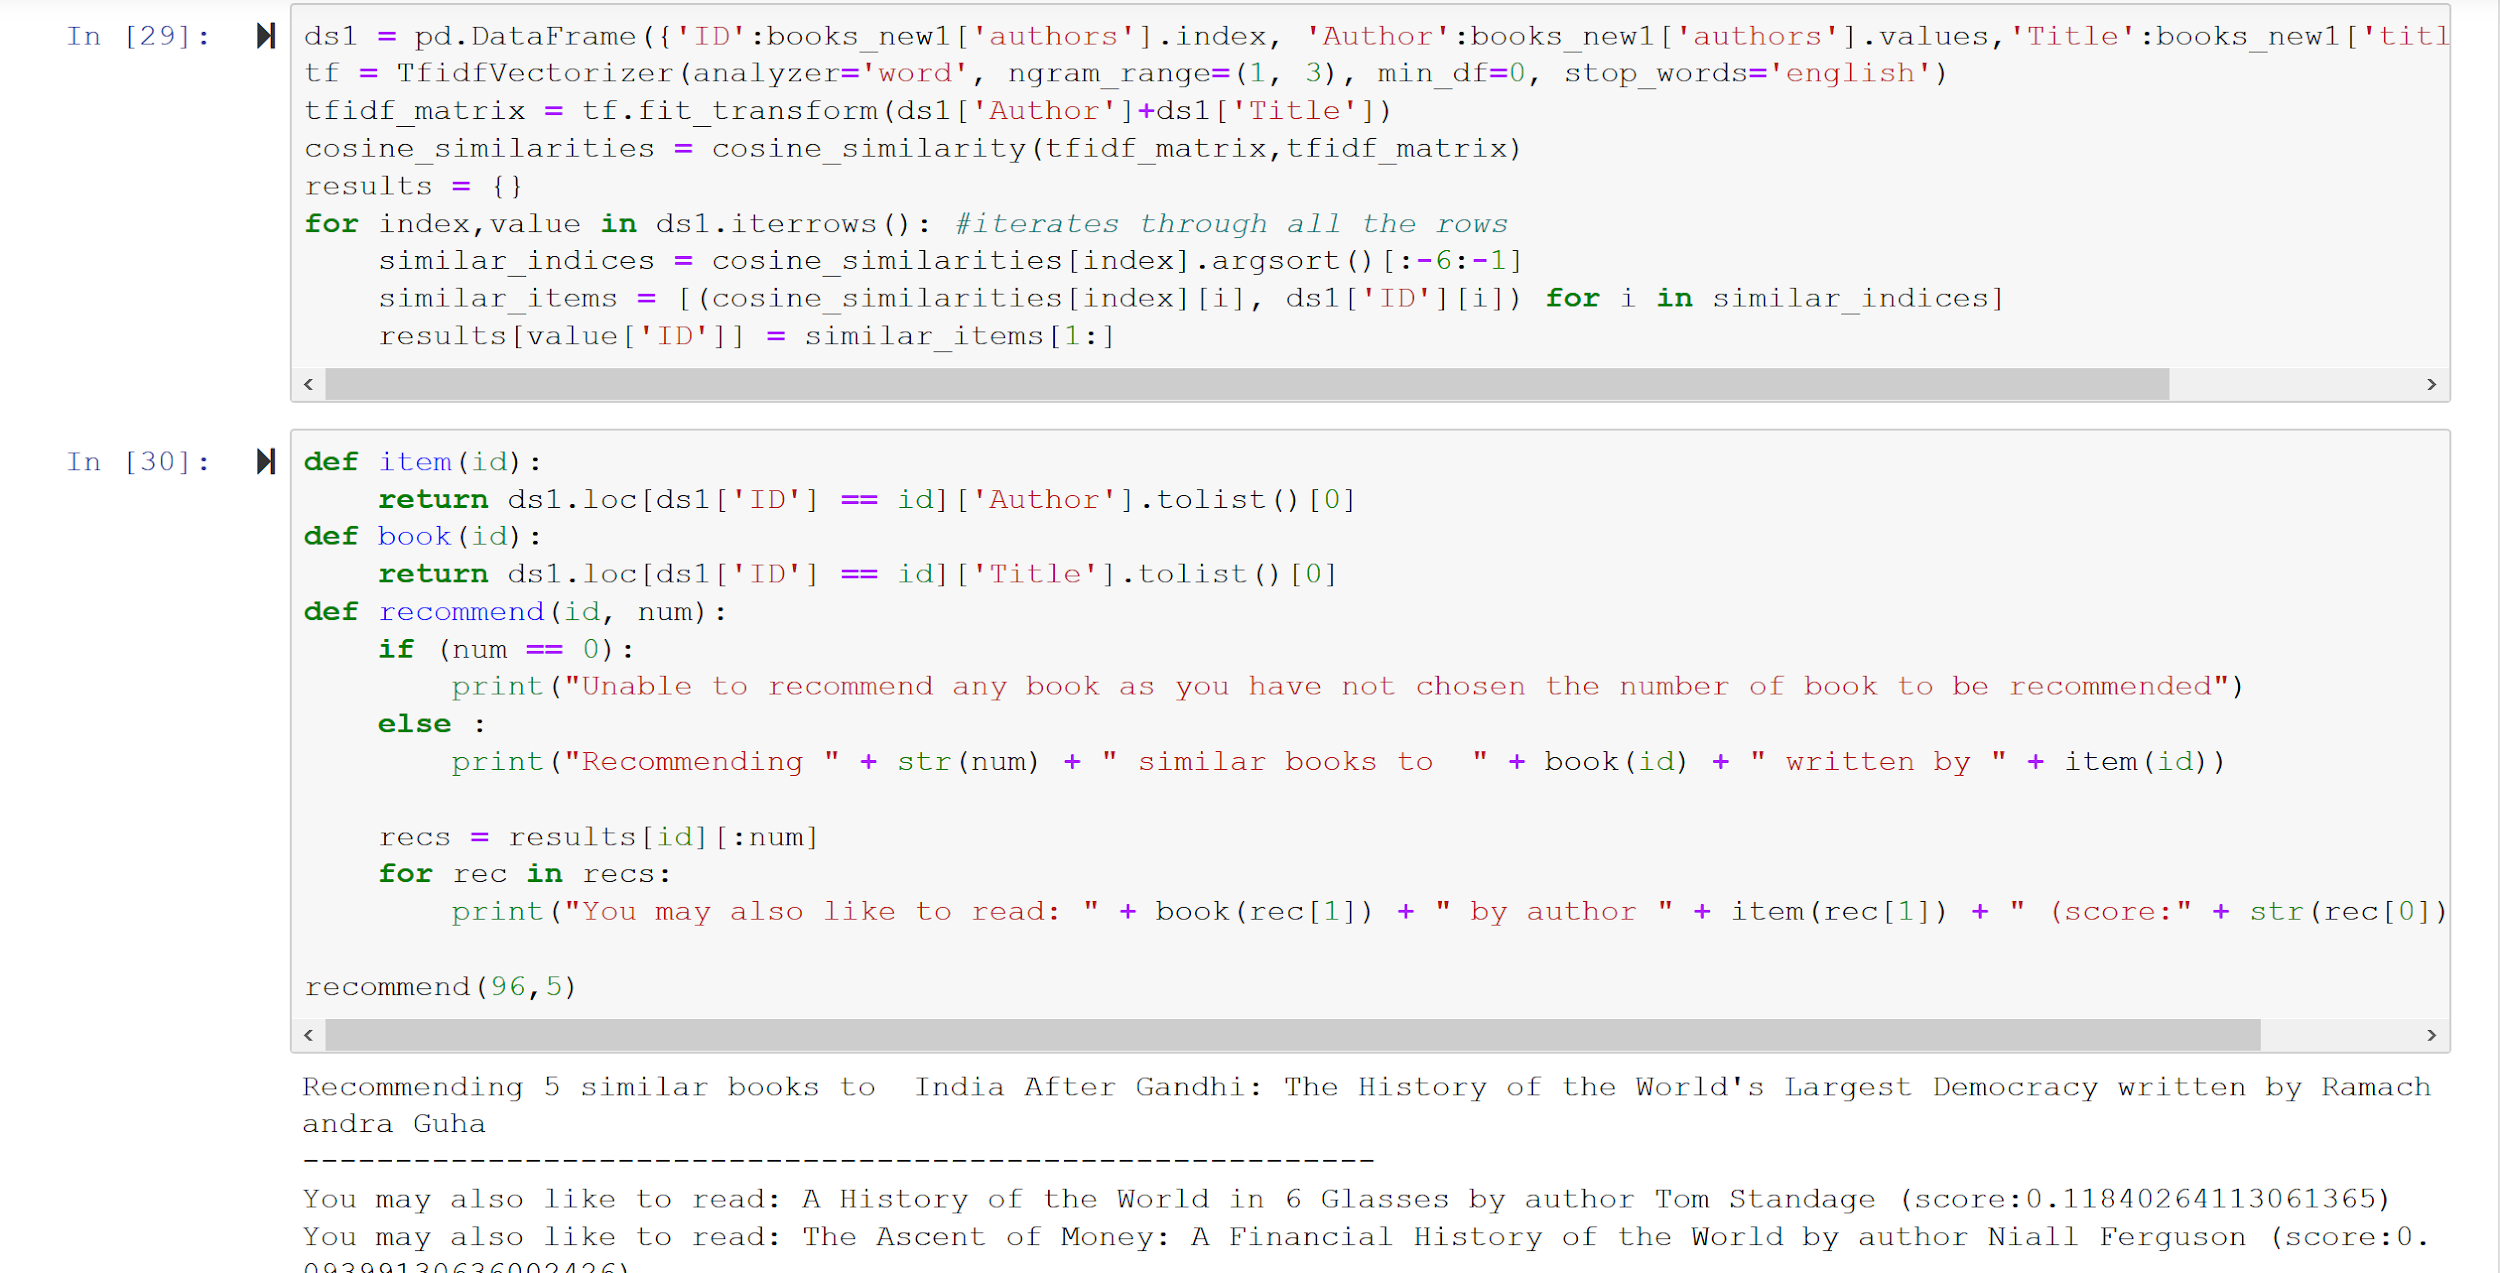 In [29]:
ds1 = pd.DataFrame({'ID':books_new1['authors'].index, 'Author':books_new1['authors'].values,'Title':books_new1['titl
tf = TfidfVectorizer(analyzer='word', ngram_range=(1, 3), min_df=0, stop_words='english')
tfidf_matrix = tf.fit_transform(ds1['Author']+ds1['Title'])
cosine_similarities = cosine_similarity(tfidf_matrix,tfidf_matrix)
results = {}
for index,value in ds1.iterrows(): #iterates through all the rows
    similar_indices = cosine_similarities[index].argsort()[:-6:-1]
    similar_items = [(cosine_similarities[index][i], ds1['ID'][i]) for i in similar_indices]
    results[value['ID']] = similar_items[1:]
In [30]:
def item(id):
    return ds1.loc[ds1['ID'] == id]['Author'].tolist()[0]
def book(id):
    return ds1.loc[ds1['ID'] == id]['Title'].tolist()[0]
def recommend(id, num):
    if (num == 0):
        print("Unable to recommend any book as you have not chosen the number of book to be recommended")
    else :
        print("Recommending " + str(num) + " similar books to  " + book(id) + " written by " + item(id))
    recs = results[id][:num]
    for rec in recs:
        print("You may also like to read: " + book(rec[1]) + " by author " + item(rec[1]) + " (score:" + str(rec[0])
recommend(96,5)
Recommending 5 similar books to  India After Gandhi: The History of the World's Largest Democracy written by Ramach
andra Guha
----------------------------------------------------------
You may also like to read: A History of the World in 6 Glasses by author Tom Standage (score:0.11840264113061365)
You may also like to read: The Ascent of Money: A Financial History of the World by author Niall Ferguson (score:0.